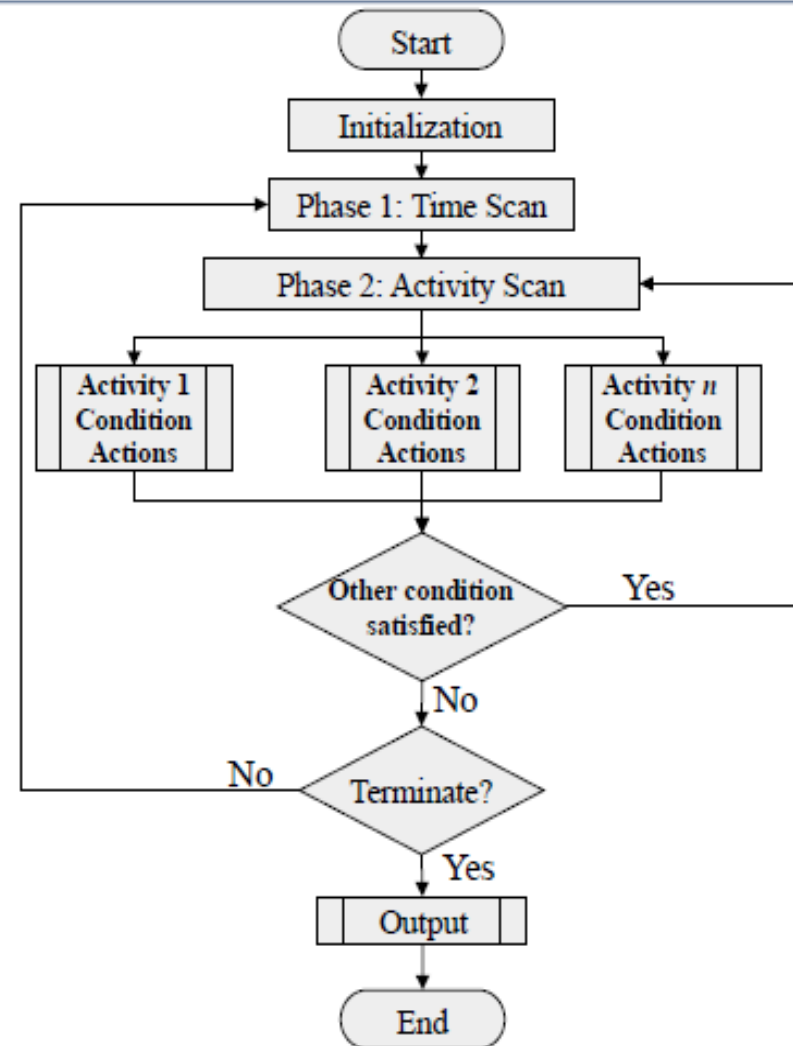 Start
Initialization
Phase 1: Time Scan
Phase 2: Activity Scan
Activity 1
Condition
Actions
Activity 2
Condition
Actions
Activity n
Condition
Actions
Other condition
satisfied?
Yes
No
Terminate?
No
Yes
Output
End